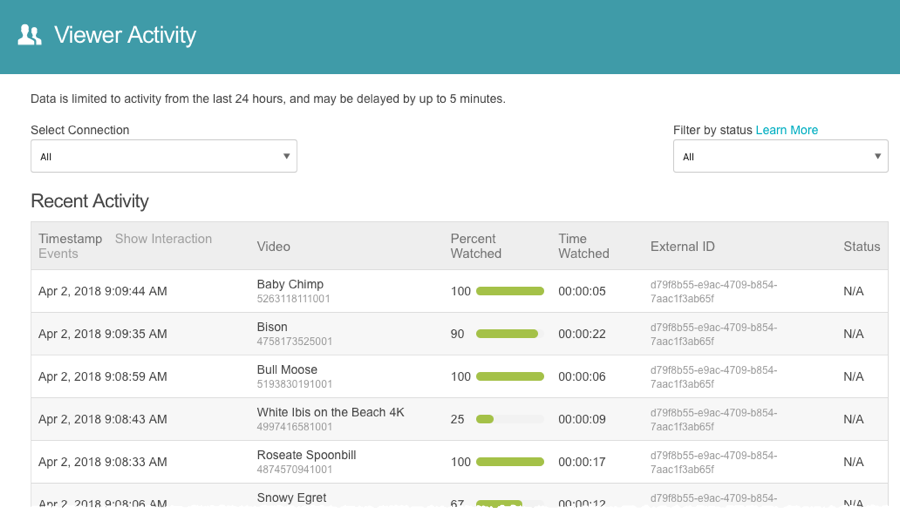 Viewer Activity
Data is limited to activity from the last 24 hours, and may be delayed by up to 5 minutes.
Select Connection
All
Filter by status Learn More
All
Recent Activity
Timestamp Show Interaction
Events
Video
Percent
Watched
Time
Watched
External ID
Status
Apr 2, 2018 9:09:44 AM
Baby Chimp
5263118111001
100
00:00:05
d79f8b55-e9ac-4709-b854-
7aac1f3ab65f
N/A
Apr 2, 2018 9:09:35 AM
Bison
4758173525001
90
00:00:22
d79f8b55-e9ac-4709-b854-
7aac1f3ab65f
N/A
Apr 2, 2018 9:08:59 AM
Bull Moose
5193830191001
100
00:00:06
d79f8b55-e9ac-4709-b854-
7aac1f3ab65f
N/A
Apr 2, 2018 9:08:43 AM
White Ibis on the Beach 4K
4997416581001
25
00:00:09
d79f8b55-e9ac-4709-b854-
7aac1f3ab65f
N/A
Apr 2, 2018 9:08:33 AM
Roseate Spoonbill
4874570941001
100
00:00:17
d79f8b55-e9ac-4709-b854-
7aac1f3ab65f
N/A
Apr 2, 2018 9:08:06 AM
Snowy Egret
67
00:00:12
d79f8b55-e9ac-4709-b854-
N/A